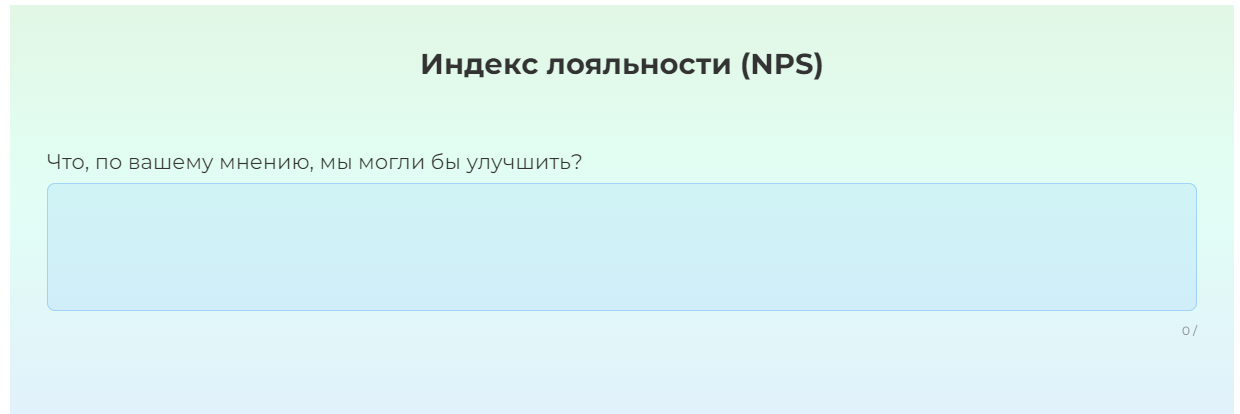 Индекс лояльности (NPS)
Что, по вашему мнению, мы могли бы улучшить?
0 /